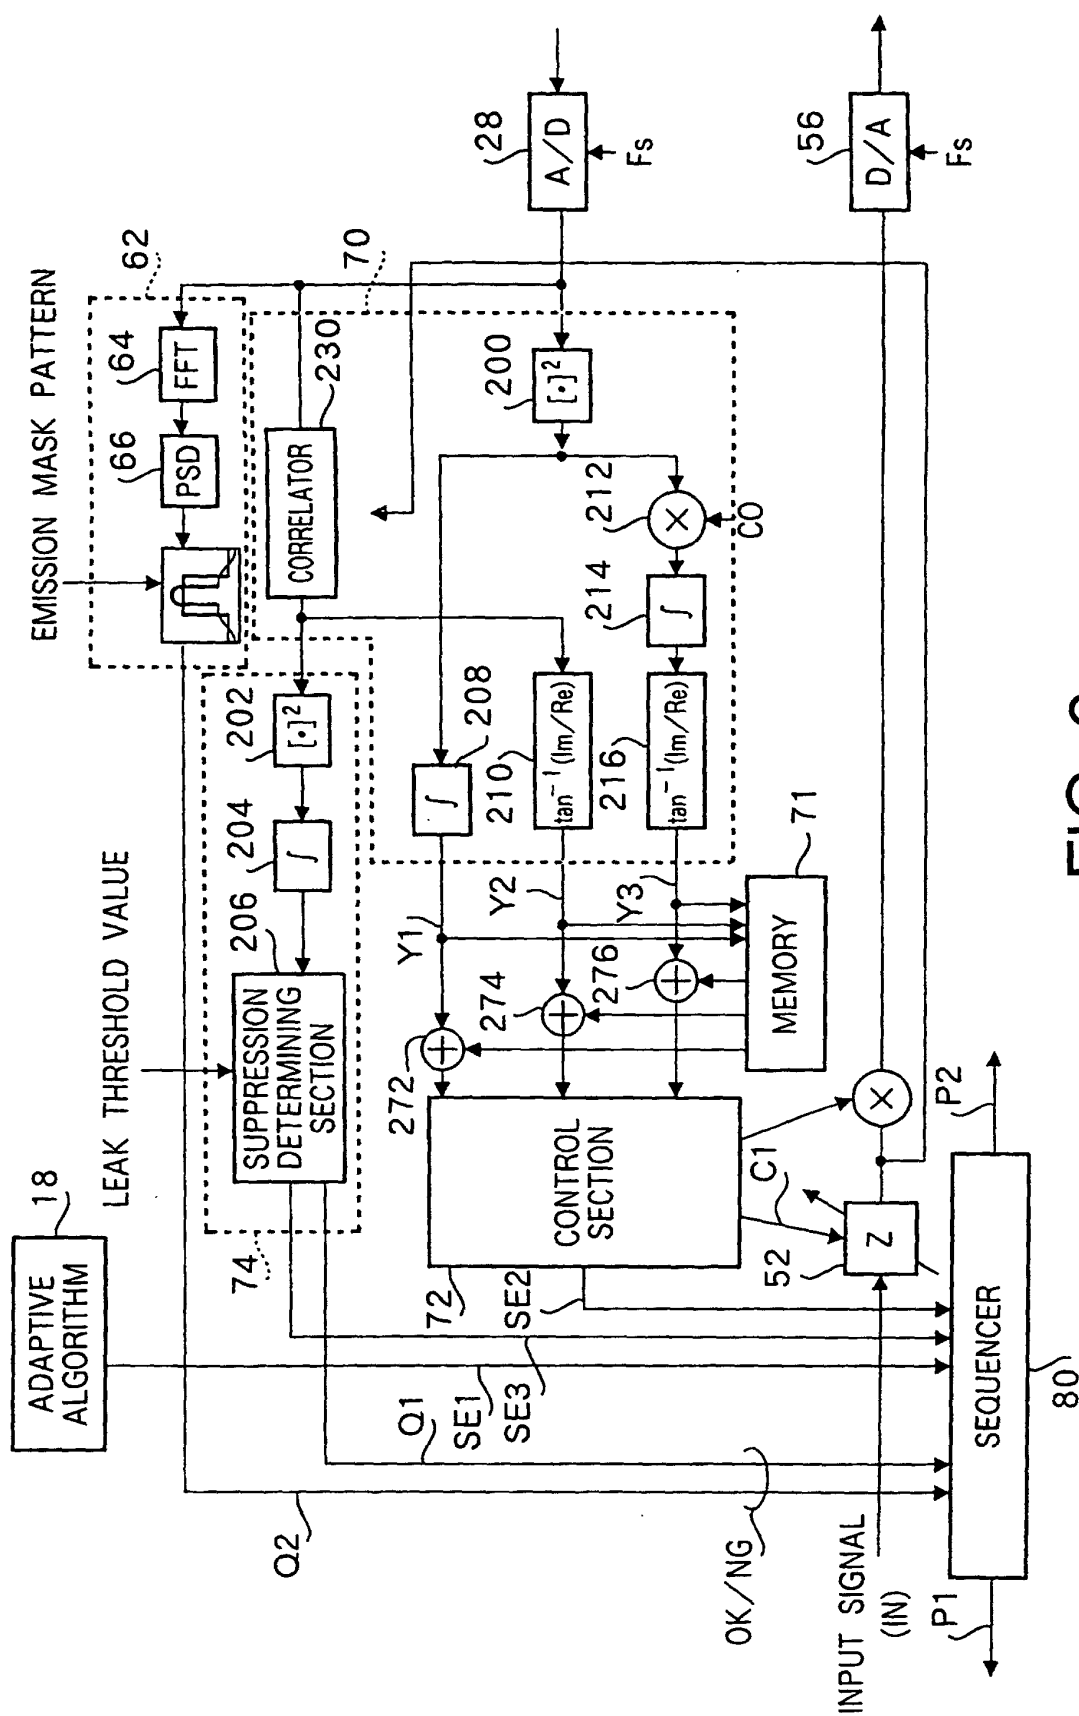 ADAPTIVE
ALGORITHM
18
LEAK THRESHOLD VALUE
EMISSION MASK PATTERN
62
64
FFT
66
PSD
74
SUPPRESSION
DETERMINING
SECTION
206
204
∫
202
[•]²
CORRELATOR
230
70
28
A/D
Fs
200
[•]²
212
×
C0
214
∫
208
∫
210
tan⁻¹(Im/Re)
216
tan⁻¹(Im/Re)
Y1
Y2
Y3
272
274
276
+
+
+
71
MEMORY
72
CONTROL
SECTION
C1
52
Z
×
56
D/A
Fs
Q2
Q1
SE1
SE3
SE2
OK/NG
INPUT SIGNAL
(IN)
SEQUENCER
80
P1
P2